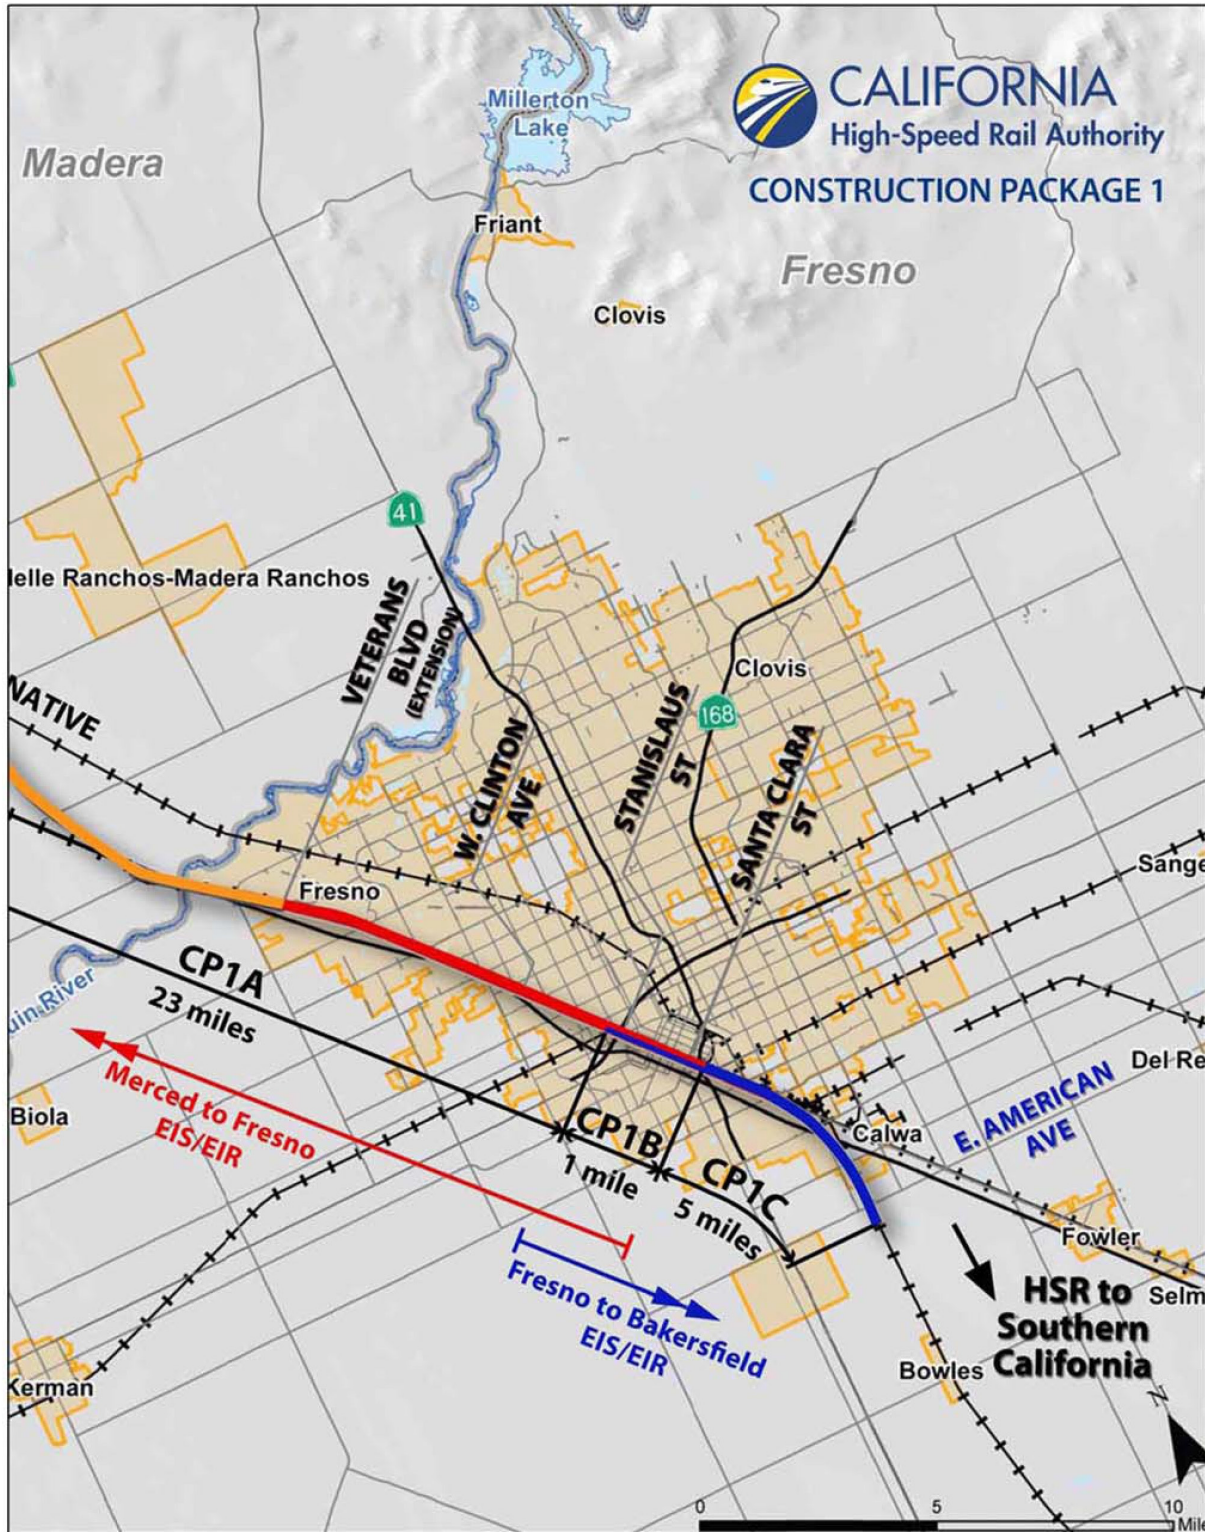 CALIFORNIA
High-Speed Rail Authority
CONSTRUCTION PACKAGE 1
Millerton
Lake
Madera
Friant
Fresno
Clovis
41
lelle Ranchos-Madera Ranchos
VETERANS
BLVD
(EXTENSION)
Clovis
NATIVE
168
STANISLAUS
ST
W. CLINTON
AVE
SANTA CLARA
ST
Sange
Fresno
CP1A
23 miles
uin River
Merced to Fresno
EIS/EIR
Biola
CP1B
1 mile
CP1C
5 miles
Calwa
E. AMERICAN
AVE
Del Re
Fowler
Fresno to Bakersfield
EIS/EIR
HSR to
Southern
California
Selm
Bowles
Kerman
N
0 5 10
Mile